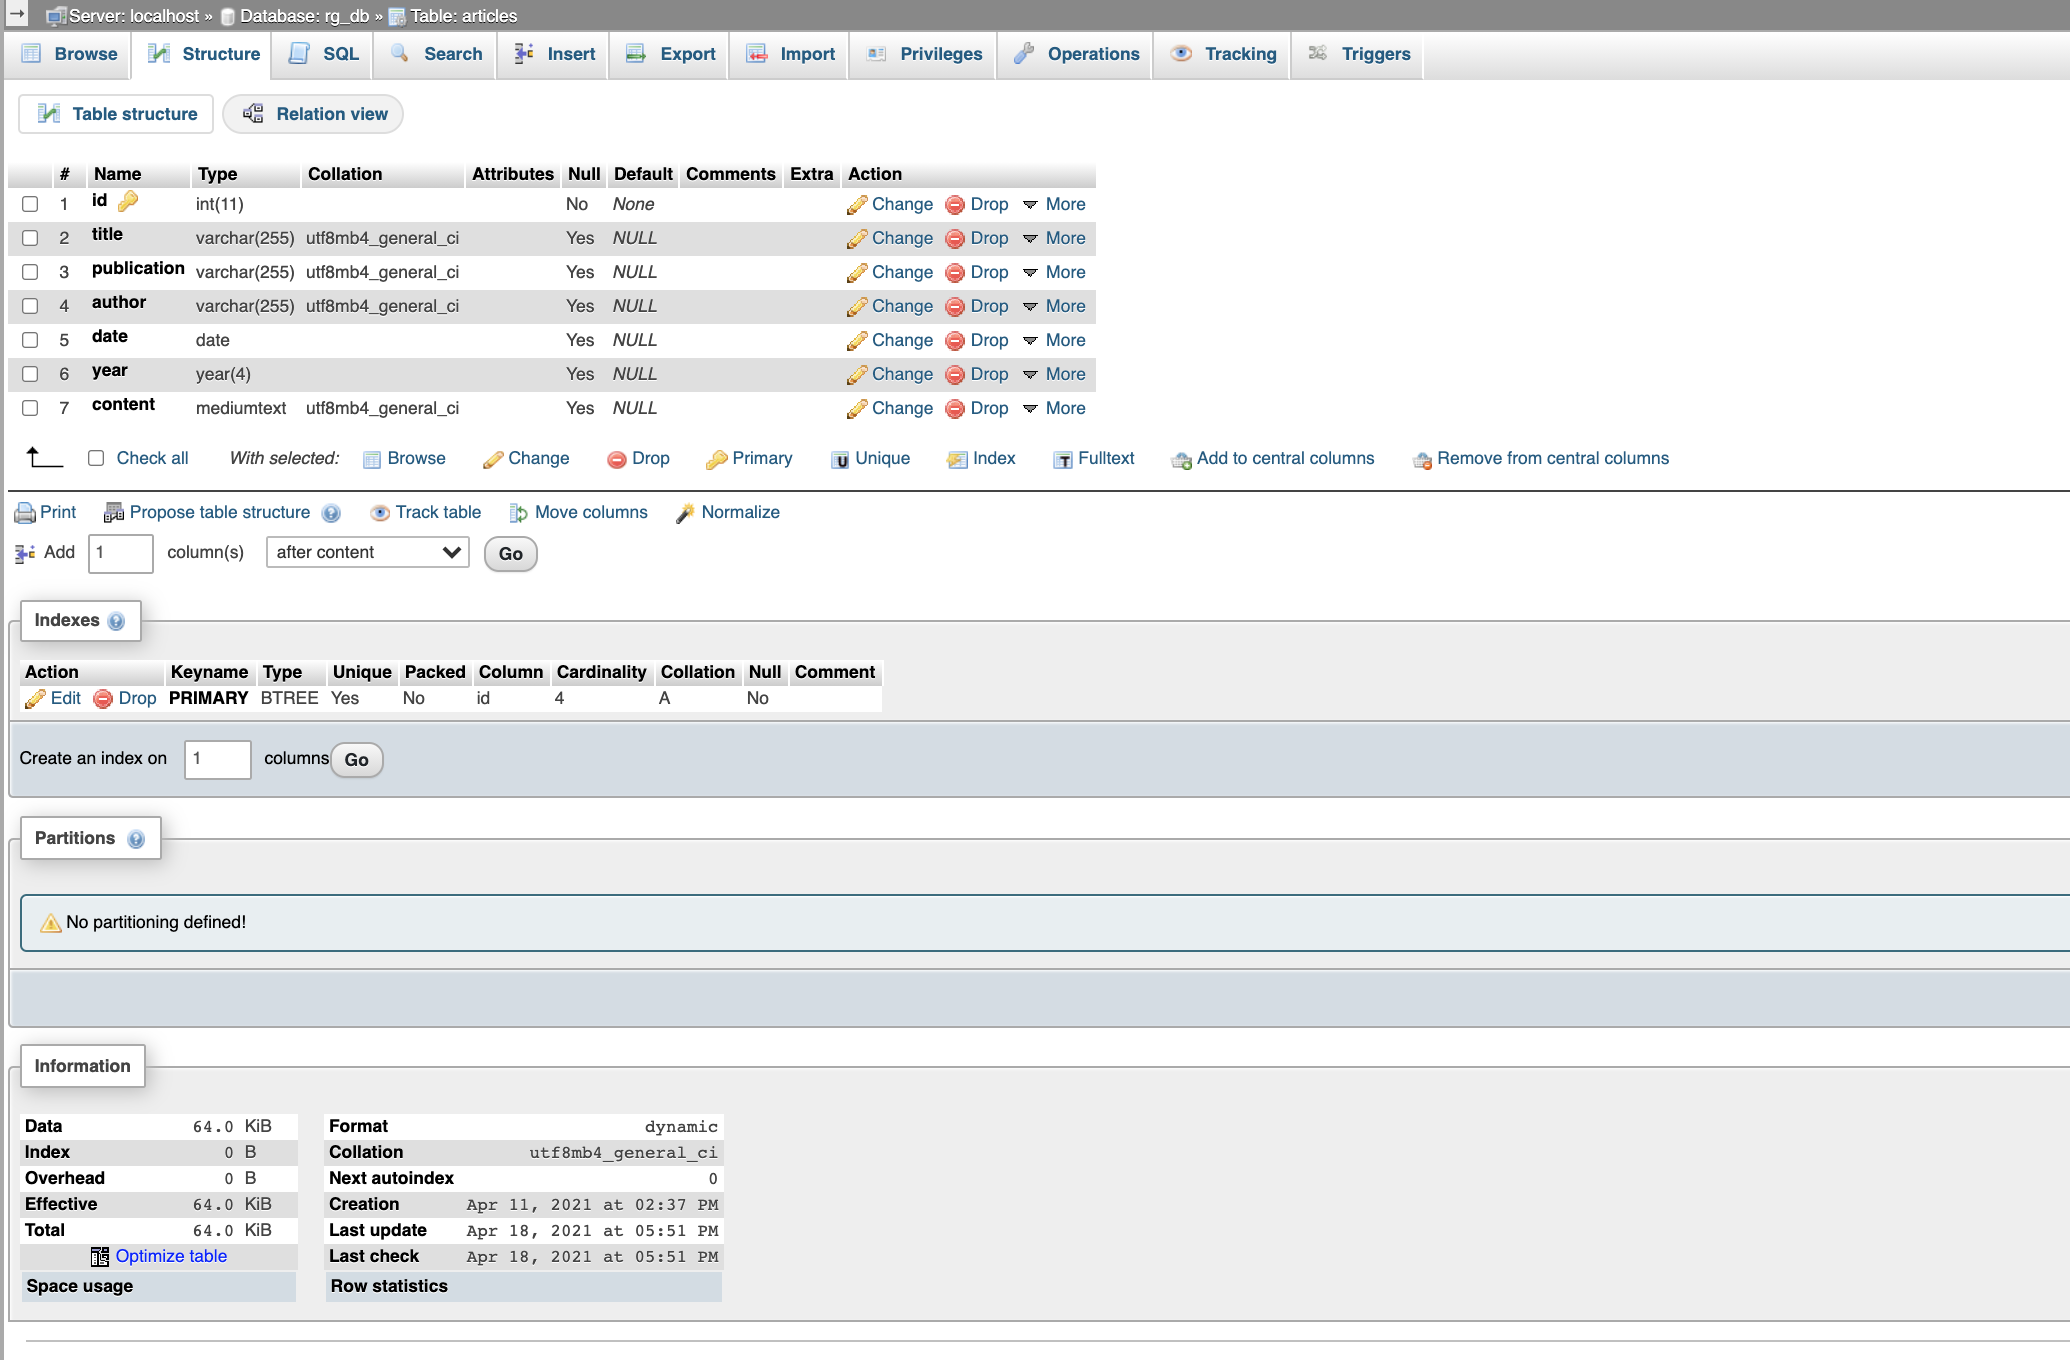 Server: localhost » Database: rg_db » Table: articles
Browse Structure SQL Search Insert Export Import Privileges Operations Tracking Triggers
Table structure Relation view
# Name Type Collation Attributes Null Default Comments Extra Action
1 id int(11) No None Change Drop More
2 title varchar(255) utf8mb4_general_ci Yes NULL Change Drop More
3 publication varchar(255) utf8mb4_general_ci Yes NULL Change Drop More
4 author varchar(255) utf8mb4_general_ci Yes NULL Change Drop More
5 date date Yes NULL Change Drop More
6 year year(4) Yes NULL Change Drop More
7 content mediumtext utf8mb4_general_ci Yes NULL Change Drop More
Check all With selected: Browse Change Drop Primary Unique Index Fulltext Add to central columns Remove from central columns
Print Propose table structure Track table Move columns Normalize
Add 1 column(s) after content Go
Indexes
Action Keyname Type Unique Packed Column Cardinality Collation Null Comment
Edit Drop PRIMARY BTREE Yes No id 4 A No
Create an index on 1 columns Go
Partitions
No partitioning defined!
Information
Data 64.0 KiB
Index 0 B
Overhead 0 B
Effective 64.0 KiB
Total 64.0 KiB
Optimize table
Space usage
Format dynamic
Collation utf8mb4_general_ci
Next autoindex 0
Creation Apr 11, 2021 at 02:37 PM
Last update Apr 18, 2021 at 05:51 PM
Last check Apr 18, 2021 at 05:51 PM
Row statistics